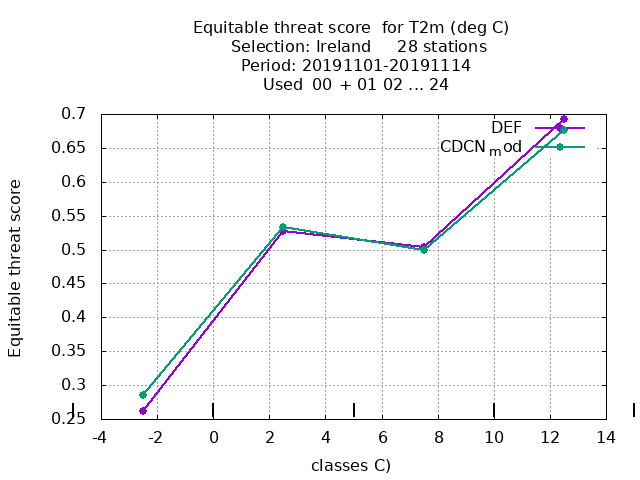 Equitable threat score for T2m (deg C)
Selection: Ireland 28 stations
Period: 20191101-20191114
Used 00 + 01 02 ... 24
0.7
0.65
0.6
0.55
0.5
0.45
0.4
0.35
0.3
0.25
Equitable threat score
DEF
CDCNmod
-4 -2 0 2 4 6 8 10 12 14
classes C)